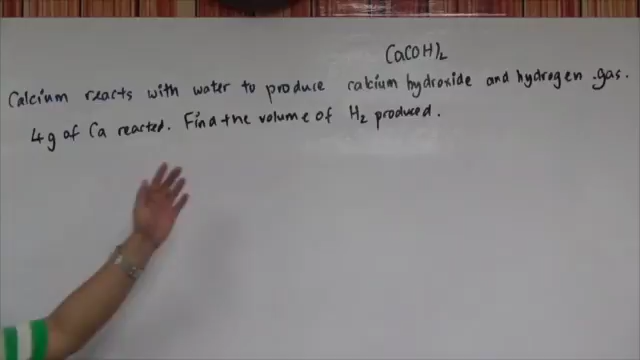 Ca(OH)2
Calcium reacts with water to produce calcium hydroxide and hydrogen gas.
4g of Ca reacted. Find the volume of H2 produced.